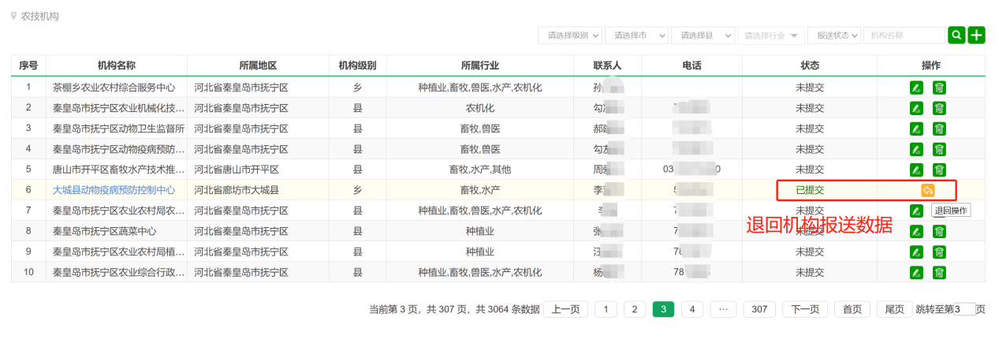 农技机构
请选择级别 请选择市 请选择县 请选择行业 报送状态 机构名称
序号 机构名称 所属地区 机构级别 所属行业 联系人 电话 状态 操作
1 茶棚乡农业农村综合服务中心 河北省秦皇岛市抚宁区 乡 种植业,畜牧,兽医,水产,农机化 孙 未提交
2 秦皇岛市抚宁区农业机械化技... 河北省秦皇岛市抚宁区 县 农机化 勾 未提交
3 秦皇岛市抚宁区动物卫生监督所 河北省秦皇岛市抚宁区 县 畜牧,兽医 郝 未提交
4 秦皇岛市抚宁区动物疫病预防... 河北省秦皇岛市抚宁区 县 畜牧,兽医 勾 未提交
5 唐山市开平区畜牧水产技术推... 河北省唐山市开平区 县 畜牧,水产,其他 周 03 0 未提交
6 大城县动物疫病预防控制中心 河北省廊坊市大城县 乡 畜牧,水产 李 已提交
7 秦皇岛市抚宁区农业农村局农... 河北省秦皇岛市抚宁区 县 种植业,畜牧,兽医,水产,农机化 未提交 退回操作
退回机构报送数据
8 秦皇岛市抚宁区蔬菜中心 河北省秦皇岛市抚宁区 县 种植业 张 7 未提交
9 秦皇岛市抚宁区农业农村局植... 河北省秦皇岛市抚宁区 县 种植业 汪 78 未提交
10 秦皇岛市抚宁区农业综合行政... 河北省秦皇岛市抚宁区 县 种植业,畜牧,兽医,水产,农机化 杨 78 未提交
当前第 3 页，共 307 页，共 3064 条数据 上一页 1 2 3 4 ... 307 下一页 首页 尾页 跳转至第3页